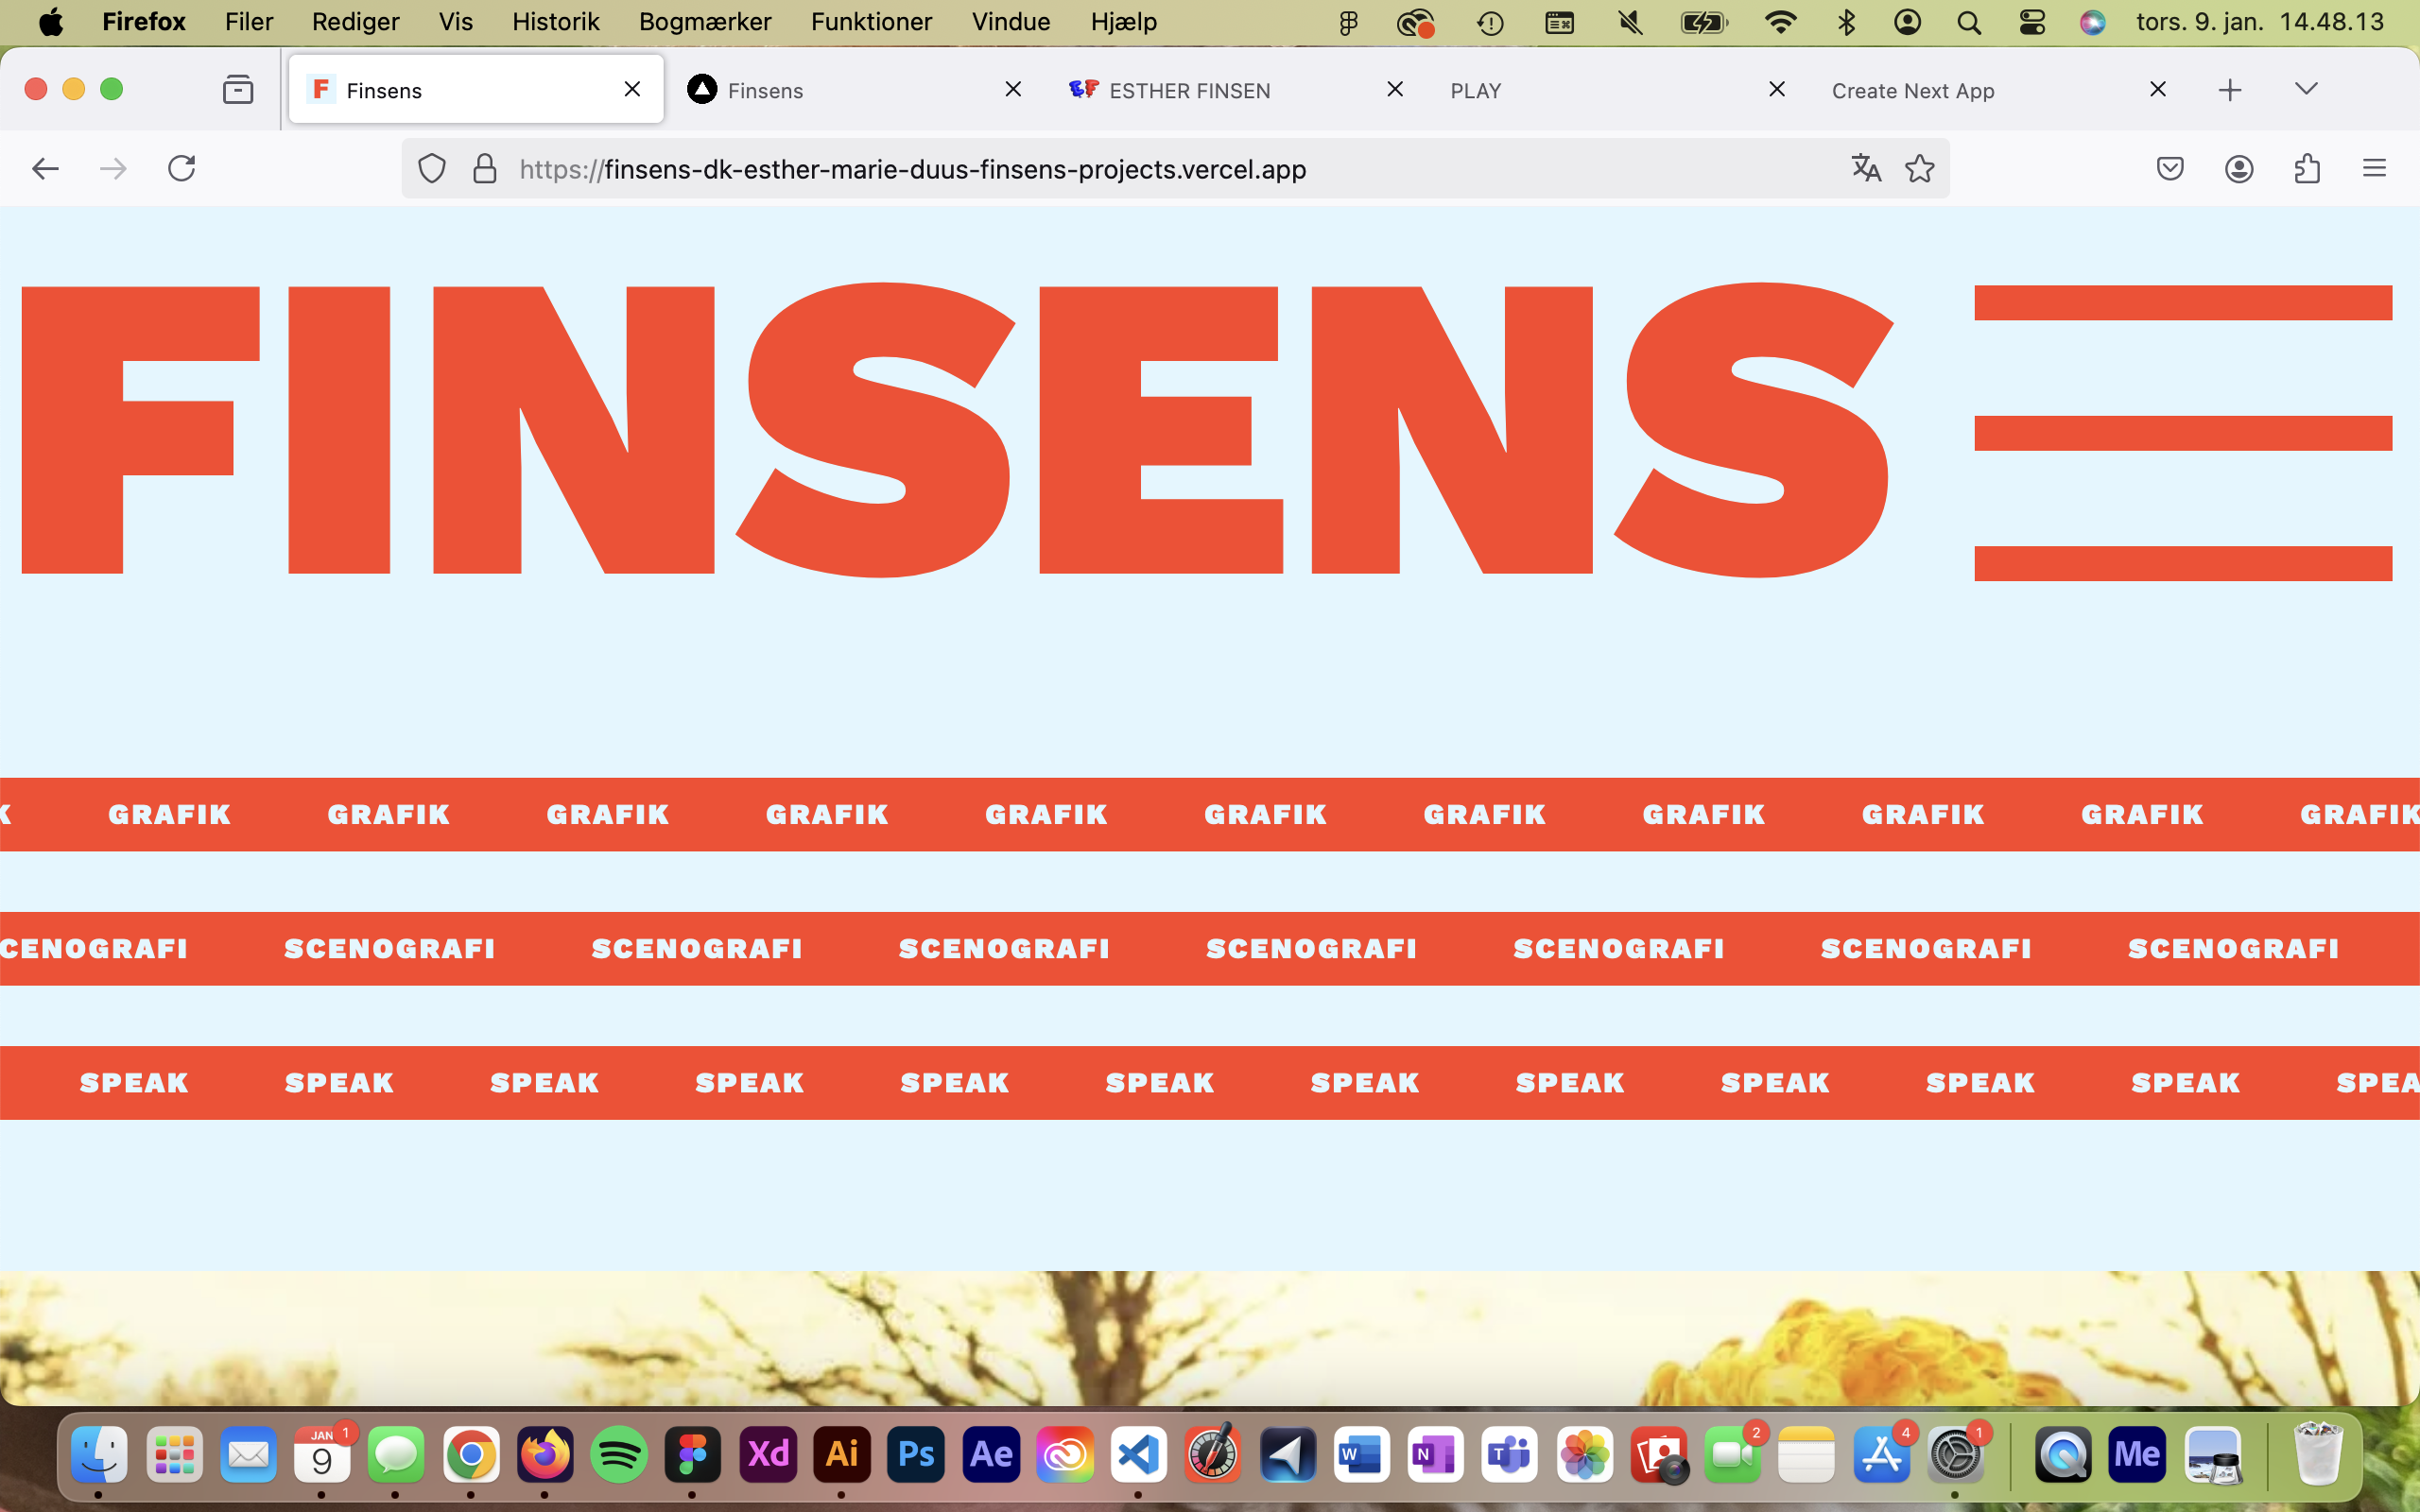 Firefox Filer Rediger Vis Historik Bogmærker Funktioner Vindue Hjælp tors. 9. jan. 14.48.13
F Finsens Finsens EF ESTHER FINSEN PLAY Create Next App
https://finsens-dk-esther-marie-duus-finsens-projects.vercel.app
FINSENS
K GRAFIK GRAFIK GRAFIK GRAFIK GRAFIK GRAFIK GRAFIK GRAFIK GRAFIK GRAFIK GRAFIK
CENOGRAFI SCENOGRAFI SCENOGRAFI SCENOGRAFI SCENOGRAFI SCENOGRAFI SCENOGRAFI SCENOGRAFI
SPEAK SPEAK SPEAK SPEAK SPEAK SPEAK SPEAK SPEAK SPEAK SPEAK SPEAK SPEA
JAN 9 1 Xd Ai Ps Ae W N T 2 4 1 Me